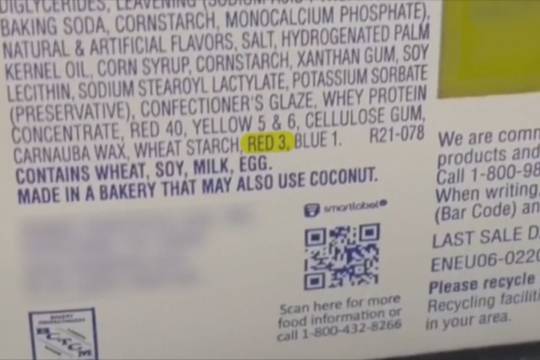 DIGLYCERIDES, LEAVENING (SODIUM
BAKING SODA, CORNSTARCH, MONOCALCIUM PHOSPHATE),
NATURAL & ARTIFICIAL FLAVORS, SALT, HYDROGENATED PALM
KERNEL OIL, CORN SYRUP, CORNSTARCH, XANTHAN GUM, SOY
LECITHIN, SODIUM STEAROYL LACTYLATE, POTASSIUM SORBATE
(PRESERVATIVE), CONFECTIONER'S GLAZE, WHEY PROTEIN
CONCENTRATE, RED 40, YELLOW 5 & 6, CELLULOSE GUM,
CARNAUBA WAX, WHEAT STARCH, RED 3, BLUE 1. R21-078
CONTAINS WHEAT, SOY, MILK, EGG.
MADE IN A BAKERY THAT MAY ALSO USE COCONUT.
smartlabel
Scan here for more
food information or
call 1-800-432-8266
We are comm
products and
Call 1-800-98
When writing
(Bar Code) an
LAST SALE D
ENEU06-0220
Please recycle
Recycling faciliti
in your area.